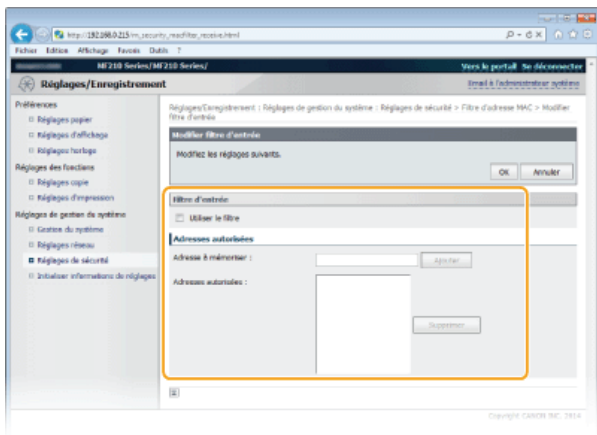 http://192.168.0.215/m_security_macfilter_receive.html
Fichier Edition Affichage Favoris Outils ?
MF210 Series/MF210 Series/
Vers le portail Se déconnecter
Réglages/Enregistrement
Email à l'administrateur système
Préférences
Réglages papier
Réglages d'affichage
Réglages horloge
Réglages des fonctions
Réglages copie
Réglages d'impression
Réglages de gestion du système
Gestion du système
Réglages réseau
Réglages de sécurité
Initialiser informations de réglages
Réglages/Enregistrement : Réglages de gestion du système : Réglages de sécurité > Filtre d'adresse MAC > Modifier
filtre d'entrée
Modifier filtre d'entrée
Modifiez les réglages suivants.
OK Annuler
Filtre d'entrée
Utiliser le filtre
Adresses autorisées
Adresse à mémoriser :
Ajouter
Adresses autorisées :
Supprimer
Copyright CANON INC. 2014